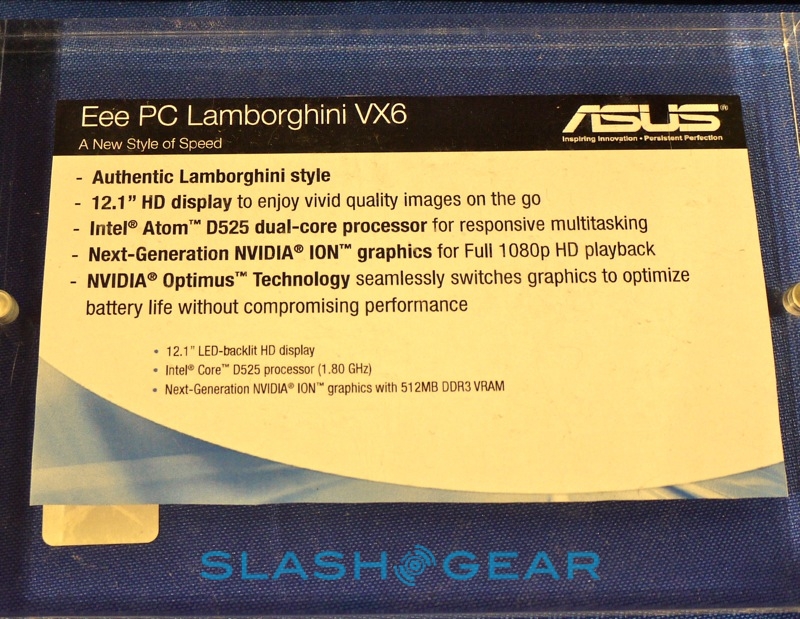 Eee PC Lamborghini VX6
A New Style of Speed
ASUS®
Inspiring Innovation • Persistent Perfection
- Authentic Lamborghini style
- 12.1” HD display to enjoy vivid quality images on the go
- Intel® Atom™ D525 dual-core processor for responsive multitasking
- Next-Generation NVIDIA® ION™ graphics for Full 1080p HD playback
- NVIDIA® Optimus™ Technology seamlessly switches graphics to optimize
battery life without compromising performance
• 12.1” LED-backlit HD display
• Intel® Core™ D525 processor (1.80 GHz)
• Next-Generation NVIDIA® ION™ graphics with 512MB DDR3 VRAM
SLASH GEAR